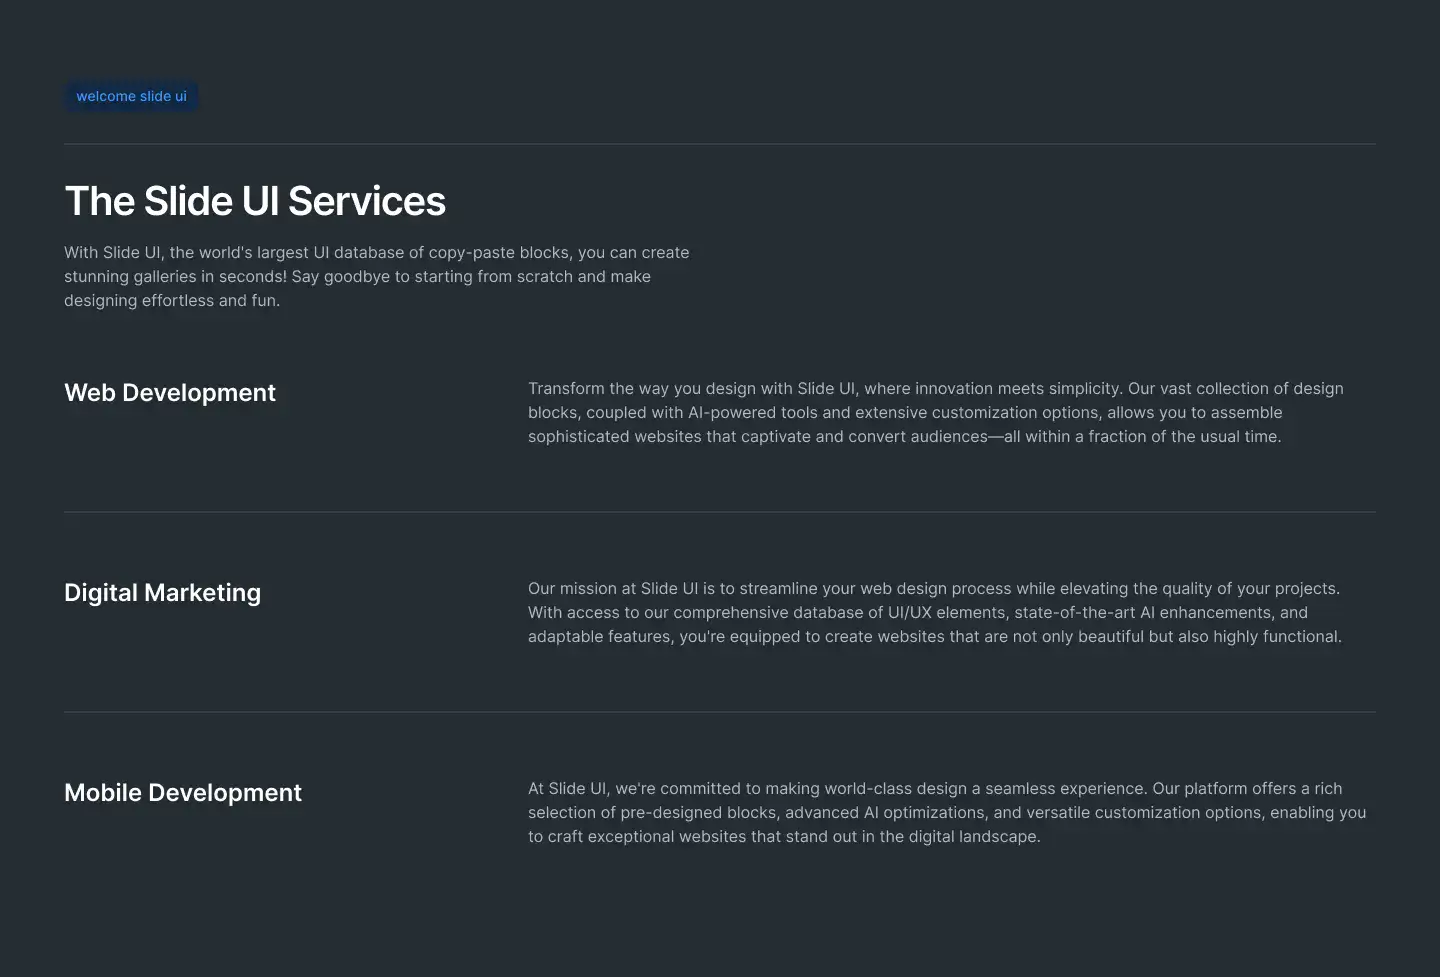 welcome slide ui
The Slide UI Services
With Slide UI, the world's largest UI database of copy-paste blocks, you can create
stunning galleries in seconds! Say goodbye to starting from scratch and make
designing effortless and fun.
Web Development
Transform the way you design with Slide UI, where innovation meets simplicity. Our vast collection of design
blocks, coupled with AI-powered tools and extensive customization options, allows you to assemble
sophisticated websites that captivate and convert audiences—all within a fraction of the usual time.
Digital Marketing
Our mission at Slide UI is to streamline your web design process while elevating the quality of your projects.
With access to our comprehensive database of UI/UX elements, state-of-the-art AI enhancements, and
adaptable features, you're equipped to create websites that are not only beautiful but also highly functional.
Mobile Development
At Slide UI, we're committed to making world-class design a seamless experience. Our platform offers a rich
selection of pre-designed blocks, advanced AI optimizations, and versatile customization options, enabling you
to craft exceptional websites that stand out in the digital landscape.